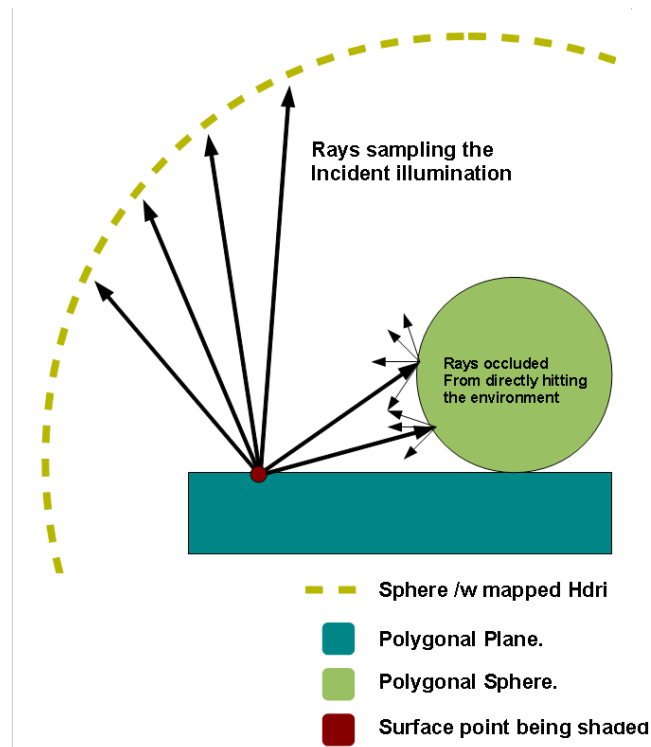 Rays sampling the
Incident illumination
Rays occluded
From directly hitting
the environment
Sphere /w mapped Hdri
Polygonal Plane.
Polygonal Sphere.
Surface point being shaded